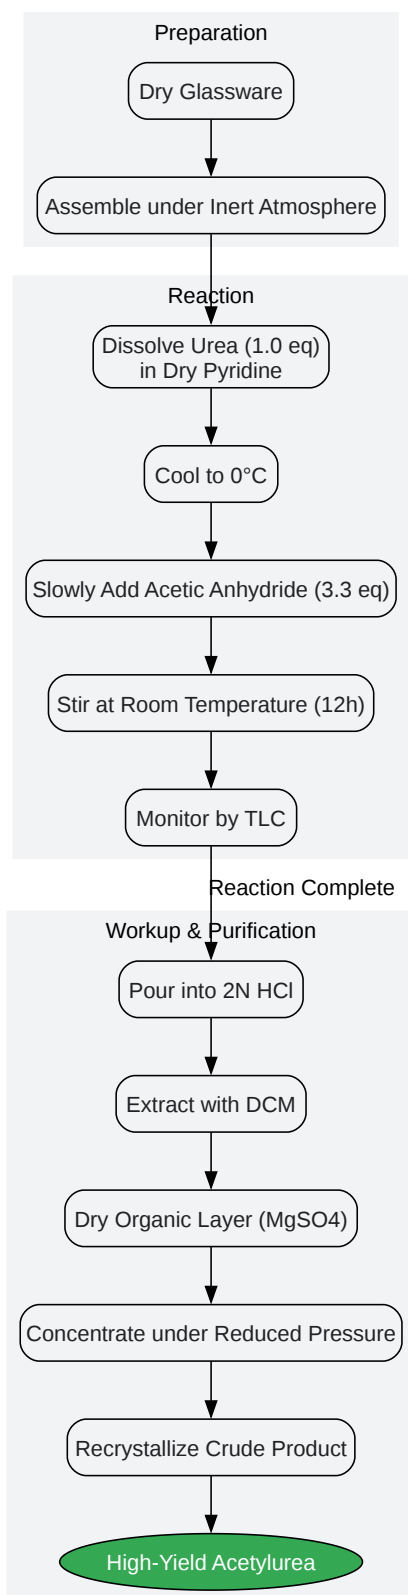 Preparation
Dry Glassware
Assemble under Inert Atmosphere
Reaction
Dissolve Urea (1.0 eq)
in Dry Pyridine
Cool to 0°C
Slowly Add Acetic Anhydride (3.3 eq)
Stir at Room Temperature (12h)
Monitor by TLC
Reaction Complete
Workup & Purification
Pour into 2N HCl
Extract with DCM
Dry Organic Layer (MgSO4)
Concentrate under Reduced Pressure
Recrystallize Crude Product
High-Yield Acetylurea